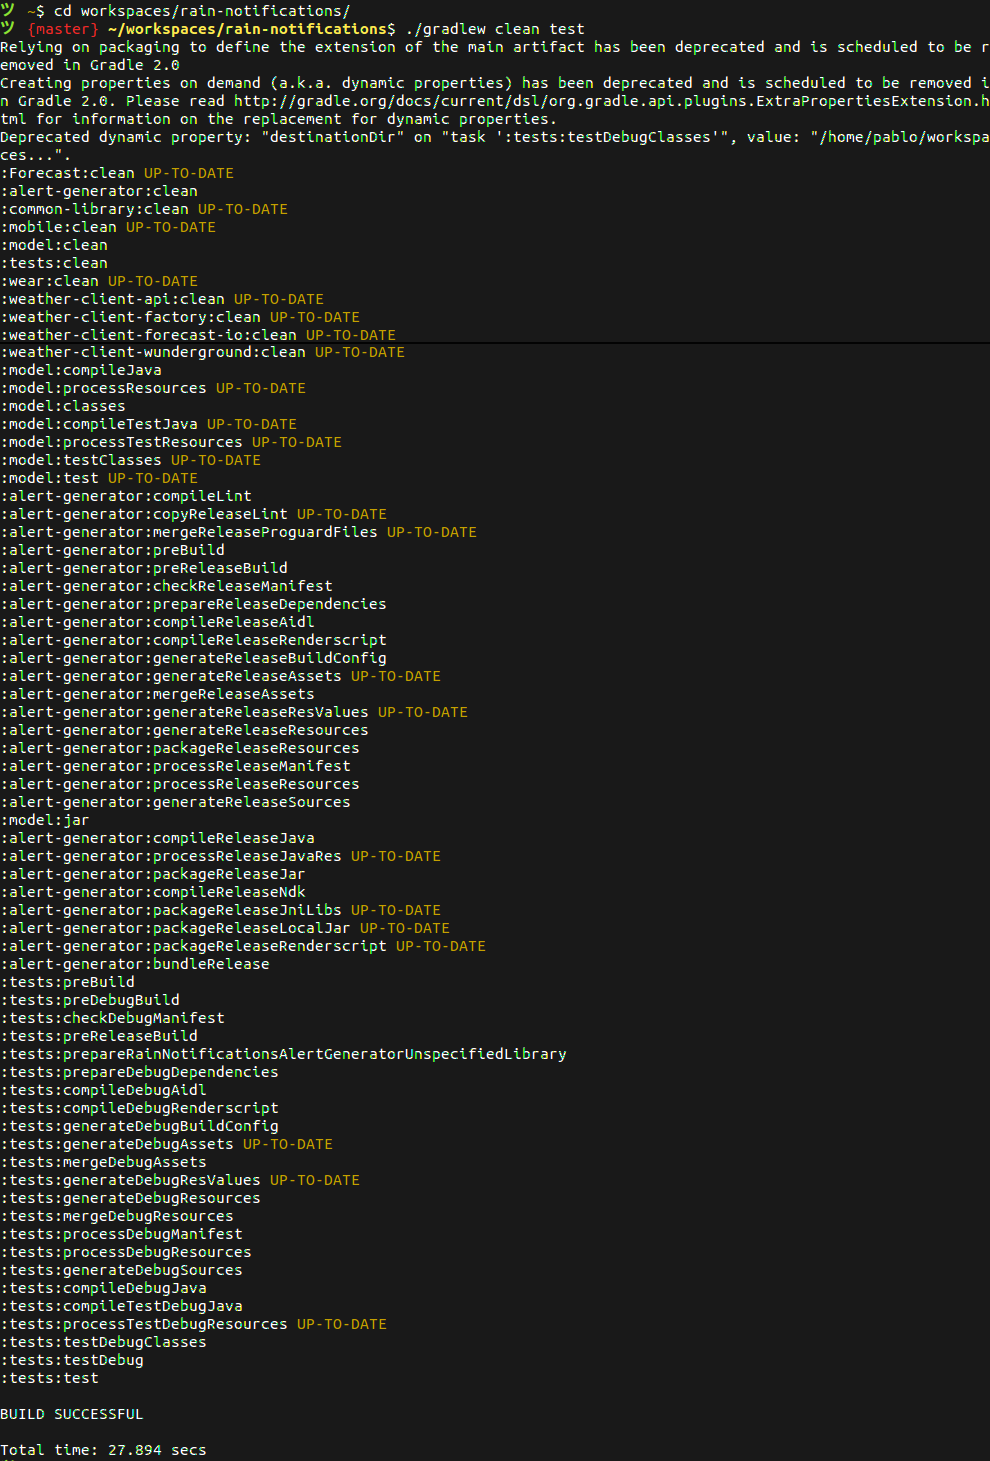 ツ ~$ cd workspaces/rain-notifications/
ツ {master} ~/workspaces/rain-notifications$ ./gradlew clean test
Relying on packaging to define the extension of the main artifact has been deprecated and is scheduled to be r
emoved in Gradle 2.0
Creating properties on demand (a.k.a. dynamic properties) has been deprecated and is scheduled to be removed i
n Gradle 2.0. Please read http://gradle.org/docs/current/dsl/org.gradle.api.plugins.ExtraPropertiesExtension.h
tml for information on the replacement for dynamic properties.
Deprecated dynamic property: "destinationDir" on "task ':tests:testDebugClasses'", value: "/home/pablo/workspa
ces...".
:Forecast:clean UP-TO-DATE
:alert-generator:clean
:common-library:clean UP-TO-DATE
:mobile:clean UP-TO-DATE
:model:clean
:tests:clean
:wear:clean UP-TO-DATE
:weather-client-api:clean UP-TO-DATE
:weather-client-factory:clean UP-TO-DATE
:weather-client-forecast-io:clean UP-TO-DATE
:weather-client-wunderground:clean UP-TO-DATE
:model:compileJava
:model:processResources UP-TO-DATE
:model:classes
:model:compileTestJava UP-TO-DATE
:model:processTestResources UP-TO-DATE
:model:testClasses UP-TO-DATE
:model:test UP-TO-DATE
:alert-generator:compileLint
:alert-generator:copyReleaseLint UP-TO-DATE
:alert-generator:mergeReleaseProguardFiles UP-TO-DATE
:alert-generator:preBuild
:alert-generator:preReleaseBuild
:alert-generator:checkReleaseManifest
:alert-generator:prepareReleaseDependencies
:alert-generator:compileReleaseAidl
:alert-generator:compileReleaseRenderscript
:alert-generator:generateReleaseBuildConfig
:alert-generator:generateReleaseAssets UP-TO-DATE
:alert-generator:mergeReleaseAssets
:alert-generator:generateReleaseResValues UP-TO-DATE
:alert-generator:generateReleaseResources
:alert-generator:packageReleaseResources
:alert-generator:processReleaseManifest
:alert-generator:processReleaseResources
:alert-generator:generateReleaseSources
:model:jar
:alert-generator:compileReleaseJava
:alert-generator:processReleaseJavaRes UP-TO-DATE
:alert-generator:packageReleaseJar
:alert-generator:compileReleaseNdk
:alert-generator:packageReleaseJniLibs UP-TO-DATE
:alert-generator:packageReleaseLocalJar UP-TO-DATE
:alert-generator:packageReleaseRenderscript UP-TO-DATE
:alert-generator:bundleRelease
:tests:preBuild
:tests:preDebugBuild
:tests:checkDebugManifest
:tests:preReleaseBuild
:tests:prepareRainNotificationsAlertGeneratorUnspecifiedLibrary
:tests:prepareDebugDependencies
:tests:compileDebugAidl
:tests:compileDebugRenderscript
:tests:generateDebugBuildConfig
:tests:generateDebugAssets UP-TO-DATE
:tests:mergeDebugAssets
:tests:generateDebugResValues UP-TO-DATE
:tests:generateDebugResources
:tests:mergeDebugResources
:tests:processDebugManifest
:tests:processDebugResources
:tests:generateDebugSources
:tests:compileDebugJava
:tests:compileTestDebugJava
:tests:processTestDebugResources UP-TO-DATE
:tests:testDebugClasses
:tests:testDebug
:tests:test
BUILD SUCCESSFUL
Total time: 27.894 secs